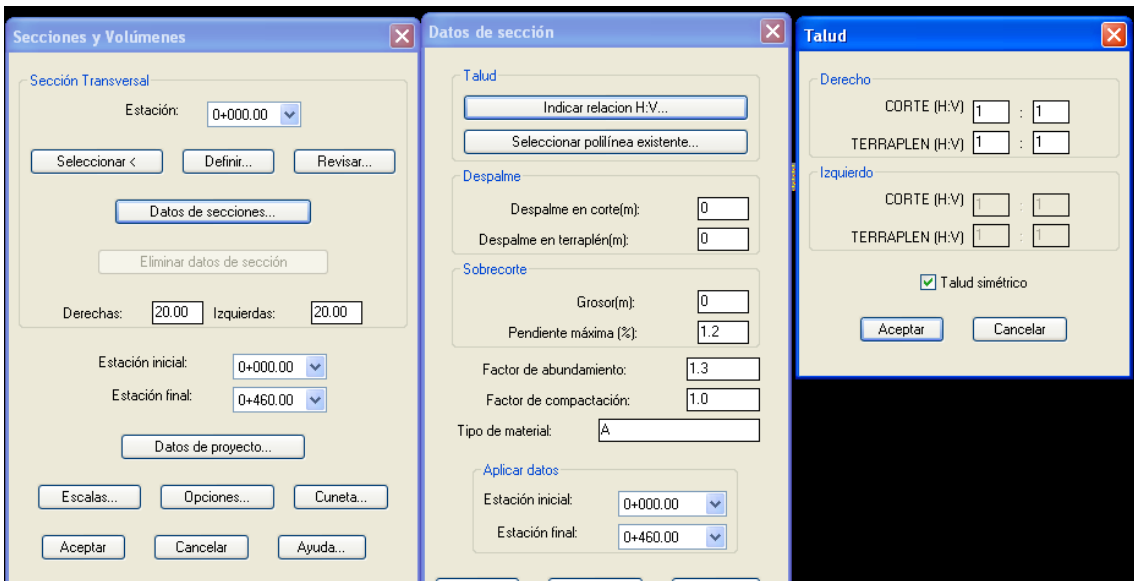 Secciones y Volúmenes
Sección Transversal
Estación: 0+000.00
Seleccionar < Definir... Revisar...
Datos de secciones...
Eliminar datos de sección
Derechas: 20.00 Izquierdas: 20.00
Estación inicial: 0+000.00
Estación final: 0+460.00
Datos de proyecto...
Escalas... Opciones... Cuneta...
Aceptar Cancelar Ayuda...
Datos de sección
Talud
Indicar relacion H:V...
Seleccionar polilínea existente...
Despalme
Despalme en corte(m): 0
Despalme en terraplén(m): 0
Sobrecorte
Grosor(m): 0
Pendiente máxima (%): 1.2
Factor de abundamiento: 1.3
Factor de compactación: 1.0
Tipo de material: A
Aplicar datos
Estación inicial: 0+000.00
Estación final: 0+460.00
Talud
Derecho
CORTE (H:V) 1 : 1
TERRAPLEN (H:V) 1 : 1
Izquierdo
CORTE (H:V) 1 : 1
TERRAPLEN (H:V) 1 : 1
Talud simétrico
Aceptar Cancelar